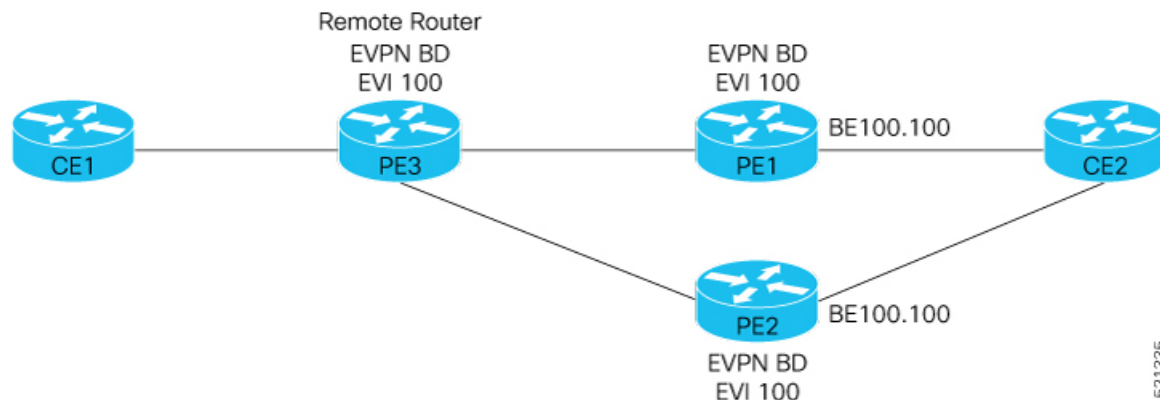 Remote Router
EVPN BD
EVI 100
EVPN BD
EVI 100
BE100.100
CE1
PE3
PE1
CE2
PE2
BE100.100
EVPN BD
EVI 100